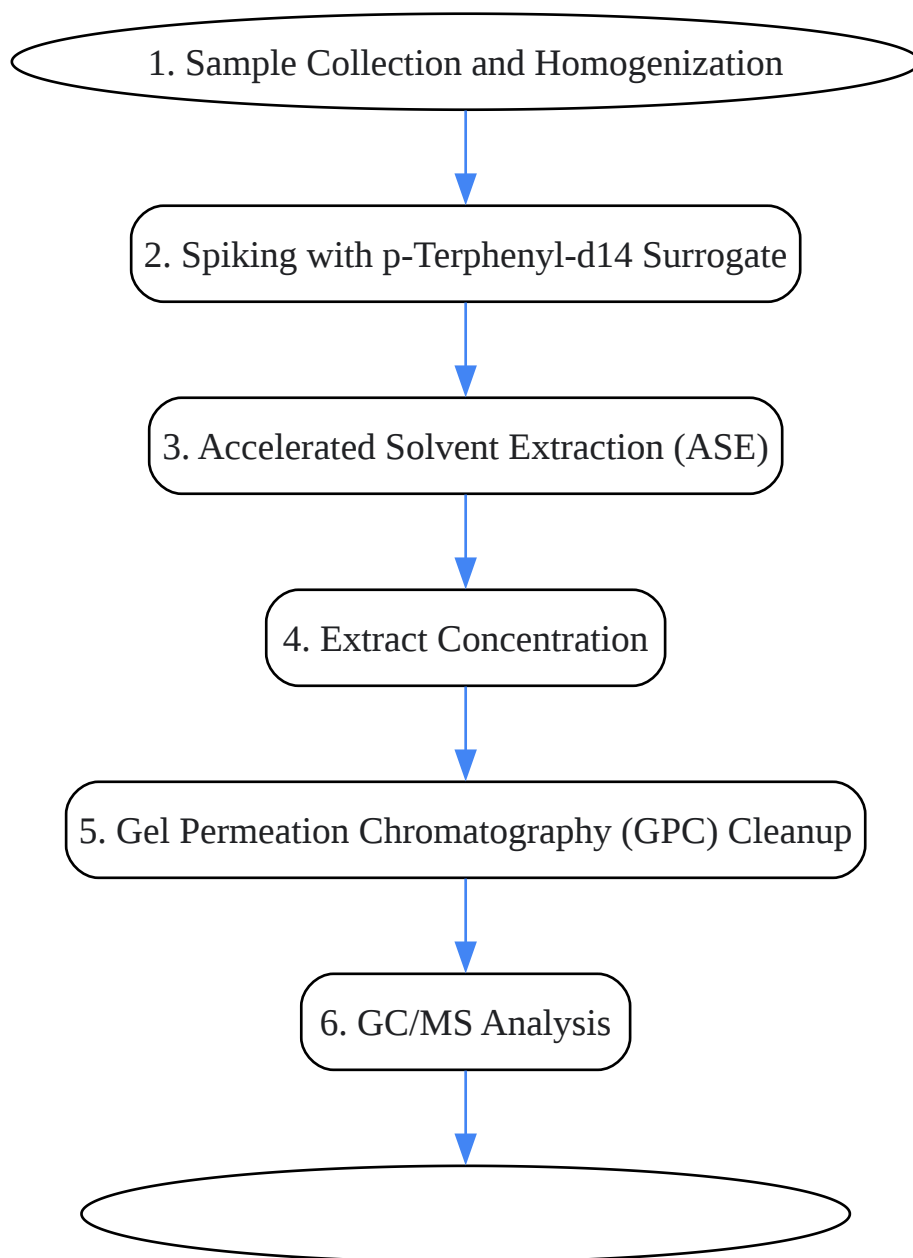 1. Sample Collection and Homogenization
2. Spiking with p-Terphenyl-d14 Surrogate
3. Accelerated Solvent Extraction (ASE)
4. Extract Concentration
5. Gel Permeation Chromatography (GPC) Cleanup
6. GC/MS Analysis